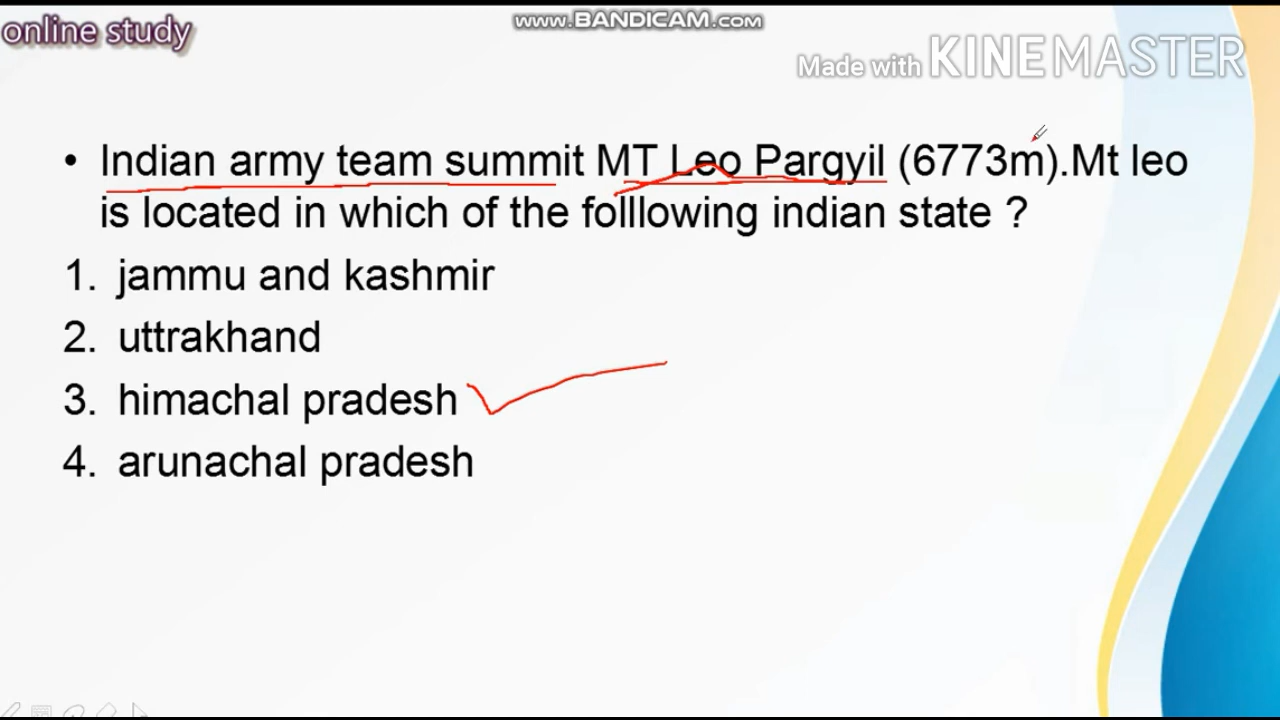 online study
www.BANDICAM.com
Made with KINEMASTER
• Indian army team summit MT Leo Pargyil (6773m).Mt leo
is located in which of the folllowing indian state ?
1. jammu and kashmir
2. uttrakhand
3. himachal pradesh
4. arunachal pradesh